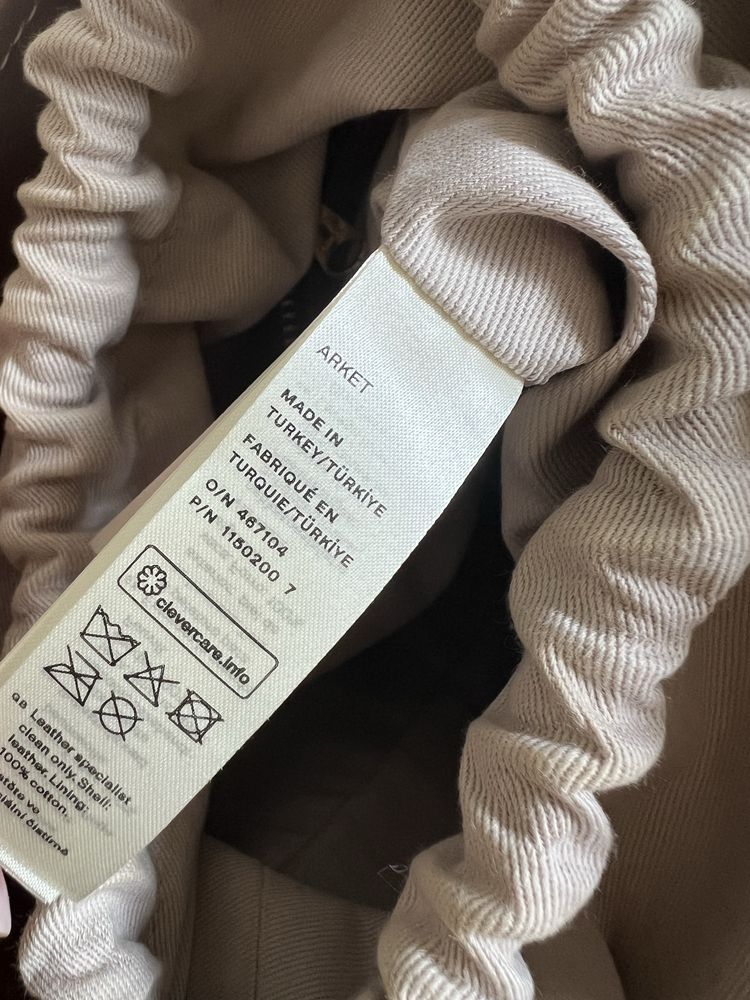 ARKET
MADE IN
TURKEY/TÜRKİYE
FABRIQUÉ EN
TURQUIE/TÜRKİYE
O/N 467104
P/N 1150200 7
clevercare.info
GB Leather specialist
clean only. Shell:
leather. Lining:
100% cotton.